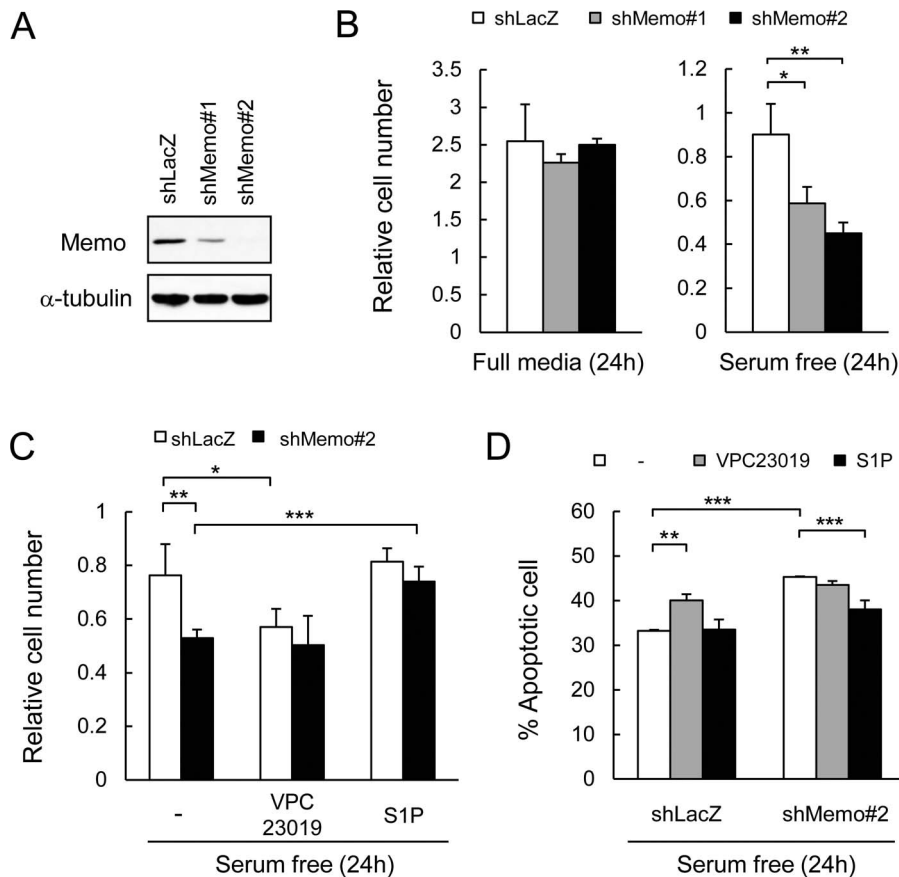 A
shLacZ
shMemo#1
shMemo#2
Memo
α-tubulin
B
shLacZ shMemo#1 shMemo#2
Relative cell number
3
2.5
2
1.5
1
0.5
0
Full media (24h)
*
**
1.2
1
0.8
0.6
0.4
0.2
0
Serum free (24h)
C
shLacZ shMemo#2
Relative cell number
1
0.8
0.6
0.4
0.2
0
*
**
***
- VPC 23019 S1P
Serum free (24h)
D
- VPC23019 S1P
% Apoptotic cell
60
50
40
30
20
10
0
***
**
***
shLacZ shMemo#2
Serum free (24h)